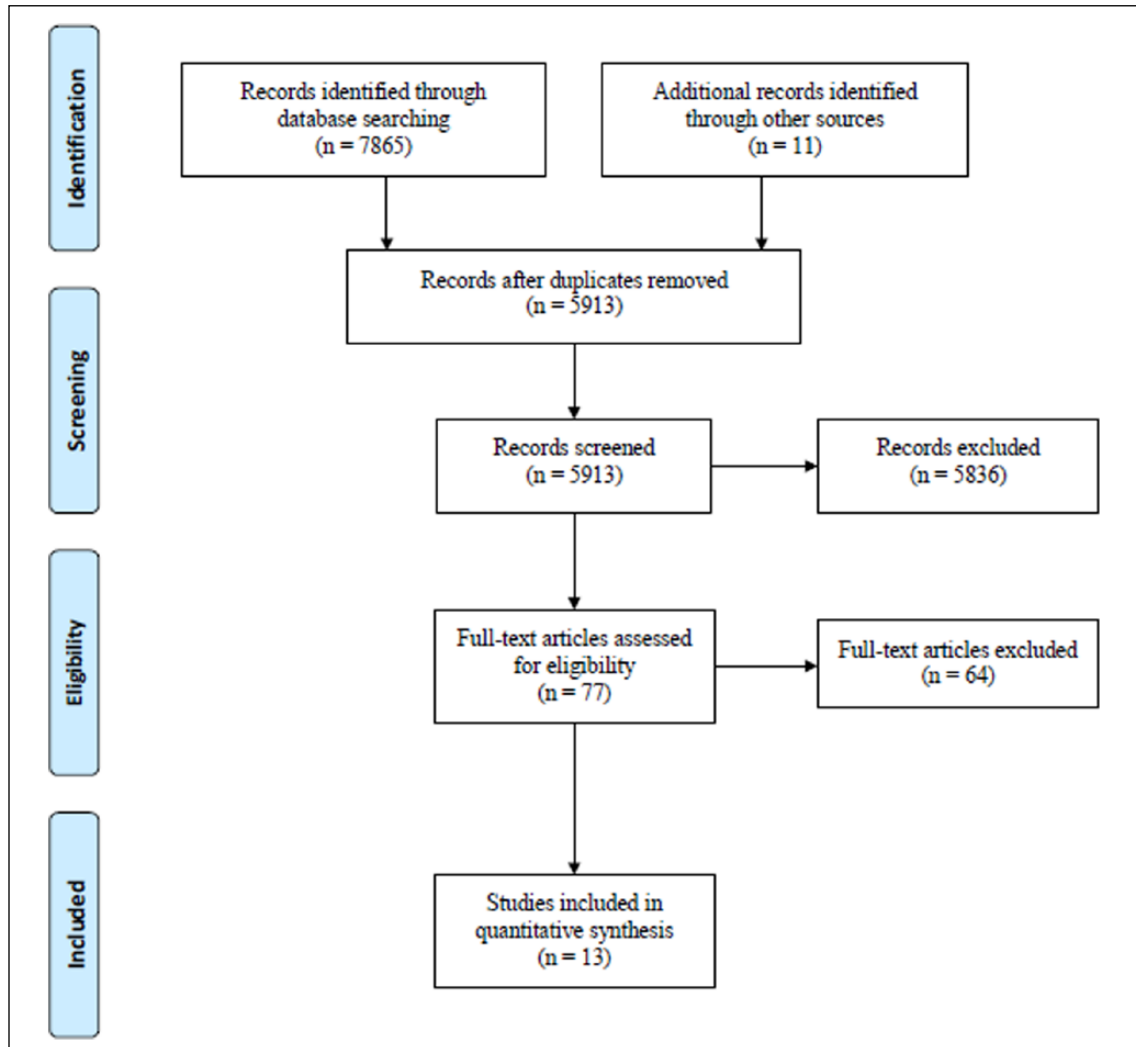 Identification
Records identified through
database searching
(n = 7865)
Additional records identified
through other sources
(n = 11)
Records after duplicates removed
(n = 5913)
Screening
Records screened
(n = 5913)
Records excluded
(n = 5836)
Eligibility
Full-text articles assessed
for eligibility
(n = 77)
Full-text articles excluded
(n = 64)
Included
Studies included in
quantitative synthesis
(n = 13)